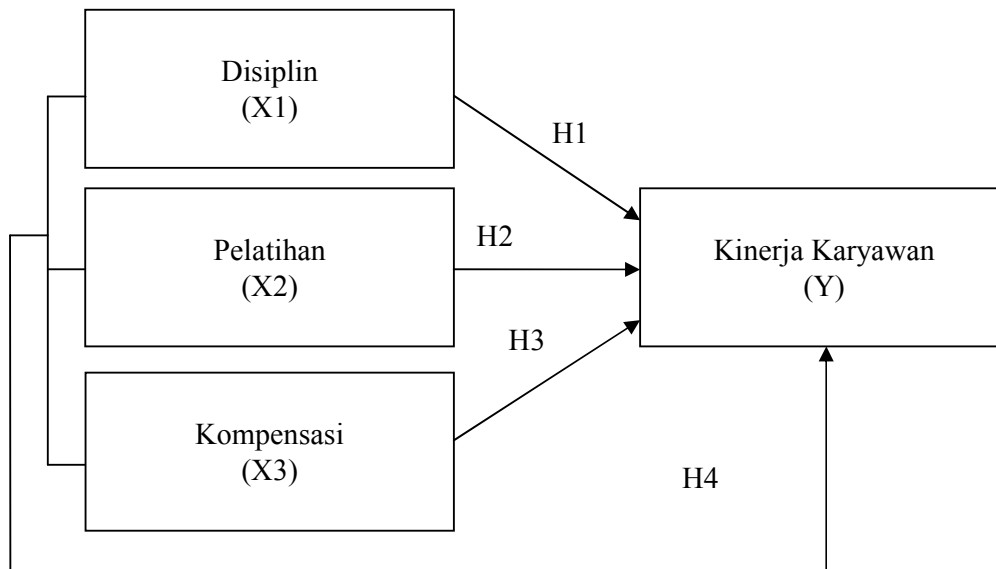 Disiplin
(X1)
H1
Pelatihan
(X2)
H2
Kinerja Karyawan
(Y)
H3
Kompensasi
(X3)
H4